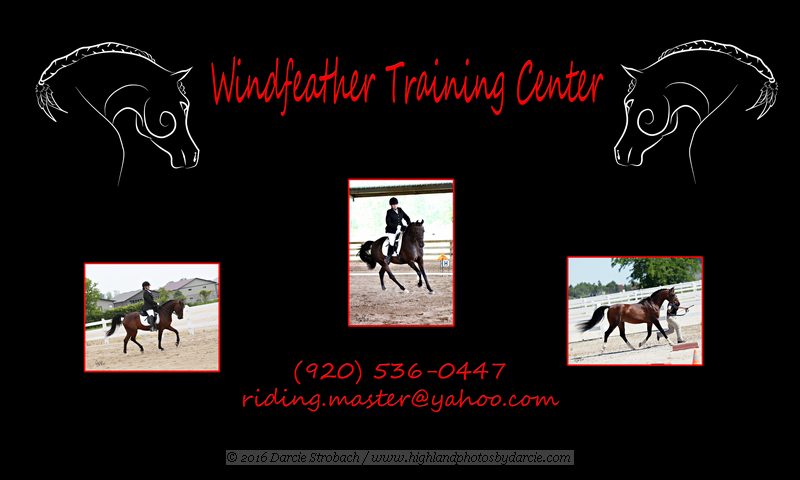 Windfeather Training Center
(920) 536-0447
riding.master@yahoo.com
© 2016 Darcie Strobach / www.highlandphotosbydarcie.com